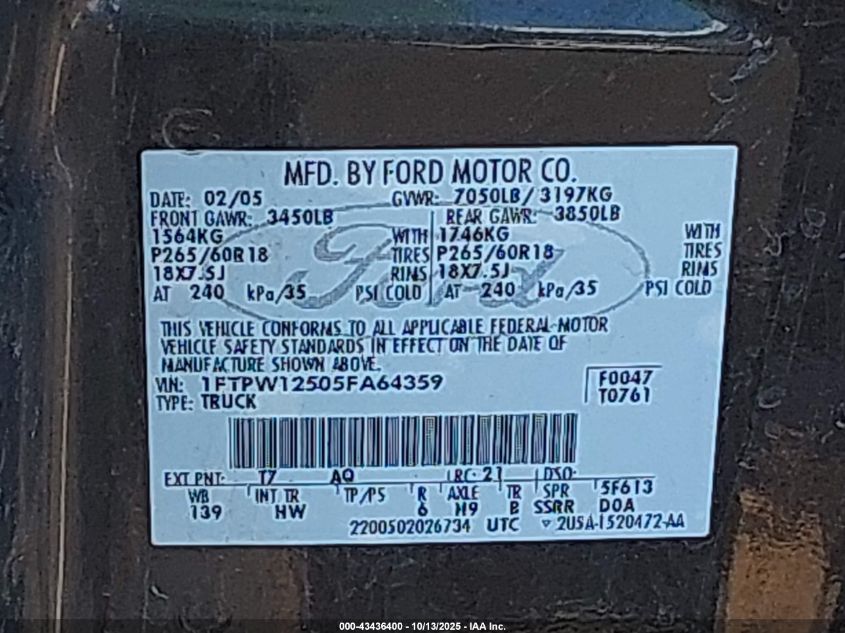 MFD. BY FORD MOTOR CO.
DATE: 02/05 GVWR: 7050LB/ 3197KG
FRONT GAWR: 3450LB REAR GAWR: 3850LB
1564KG WITH 1746KG WITH
P265/60R18 TIRES P265/60R18 TIRES
18X7.5J RIMS 18X7.5J RIMS
AT 240 kPa/35 PSI COLD AT 240 kPa/35 PSI COLD
Ford
THIS VEHICLE CONFORMS TO ALL APPLICABLE FEDERAL MOTOR
VEHICLE SAFETY STANDARDS IN EFFECT ON THE DATE OF
MANUFACTURE SHOWN ABOVE.
VIN: 1FTPW12505FA64359 F0047
TYPE: TRUCK T0761
EXT PNT: T7 AQ RC: 21 DSO:
WB INT TR TP/PS R AXLE TR SPR 5F613
139 HW 6 H9 B SSRR DOA
2200502026734 UTC ▽ 2U5A-1520472-AA
000-43436400 - 10/13/2025 - IAA Inc.